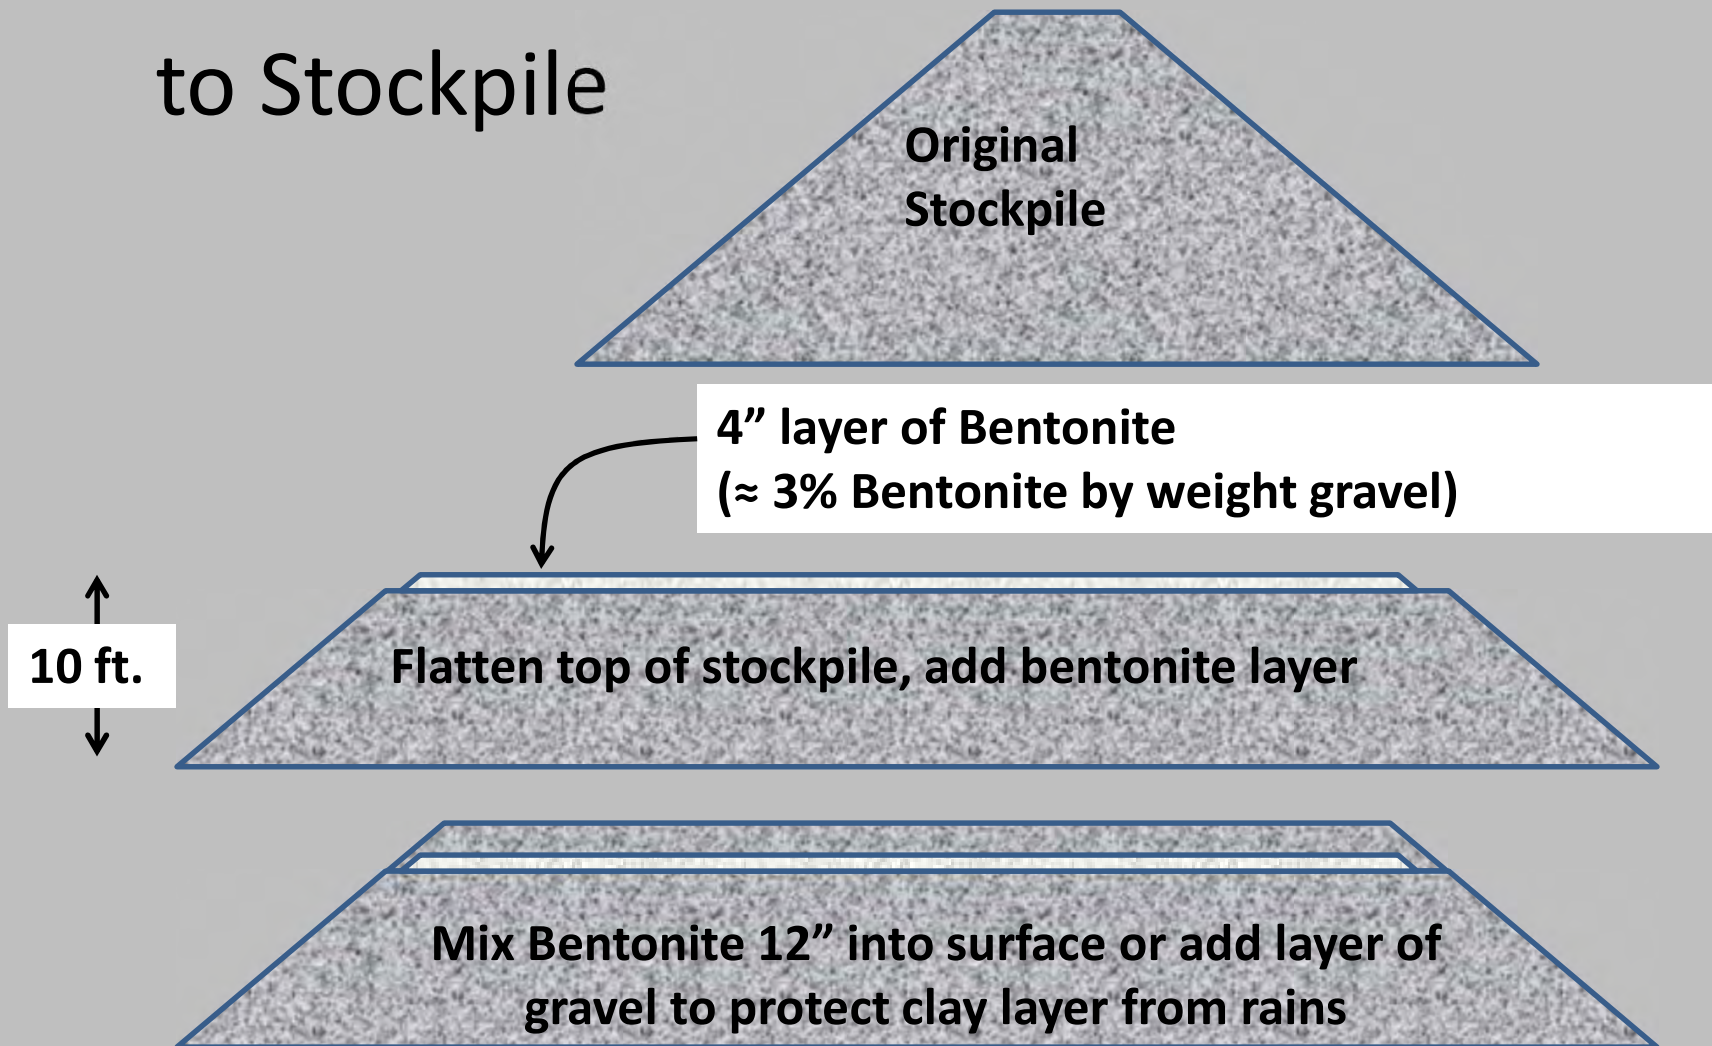 to Stockpile
Original
Stockpile
4” layer of Bentonite
(≈ 3% Bentonite by weight gravel)
10 ft.
Flatten top of stockpile, add bentonite layer
Mix Bentonite 12” into surface or add layer of
gravel to protect clay layer from rains